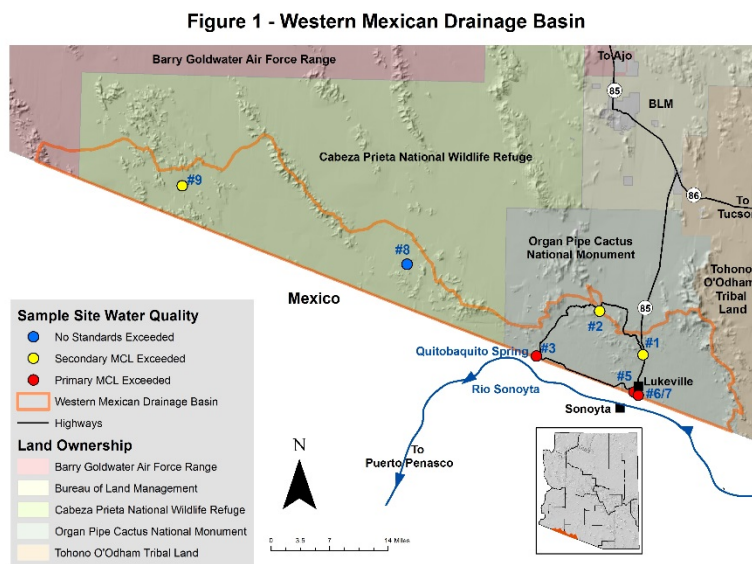 Figure 1 - Western Mexican Drainage Basin
Barry Goldwater Air Force Range
To Ajo
85
BLM
Cabeza Prieta National Wildlife Refuge
#9
86
To
Tucson
Organ Pipe Cactus
National Monument
Tohono
O'Odham
Tribal
Land
#8
Mexico
85
#2
#1
Quitobaquito Spring
#3
#5
Lukeville
#6/7
Rio Sonoyta
Sonoyta
To
Puerto Penasco
Sample Site Water Quality
No Standards Exceeded
Secondary MCL Exceeded
Primary MCL Exceeded
Western Mexican Drainage Basin
Highways
Land Ownership
Barry Goldwater Air Force Range
Bureau of Land Management
Cabeza Prieta National Wildlife Refuge
Organ Pipe Cactus National Monument
Tohono O'Odham Tribal Land
N
0 3.5 7 14 Miles